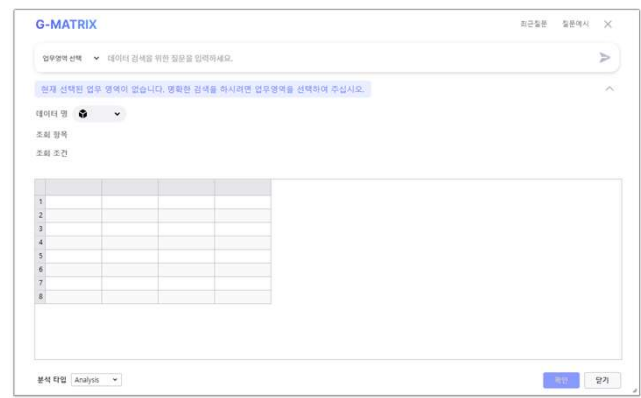 G-MATRIX
최근질문 질문예시
업무영역 선택 데이터 검색을 위한 질문을 입력하세요.
현재 선택된 업무 영역이 없습니다. 명확한 검색을 하시려면 업무영역을 선택하여 주십시오.
데이터 명
조회 항목
조회 조건
1
2
3
4
5
6
7
8
분석 타입 Analysis
확인 닫기